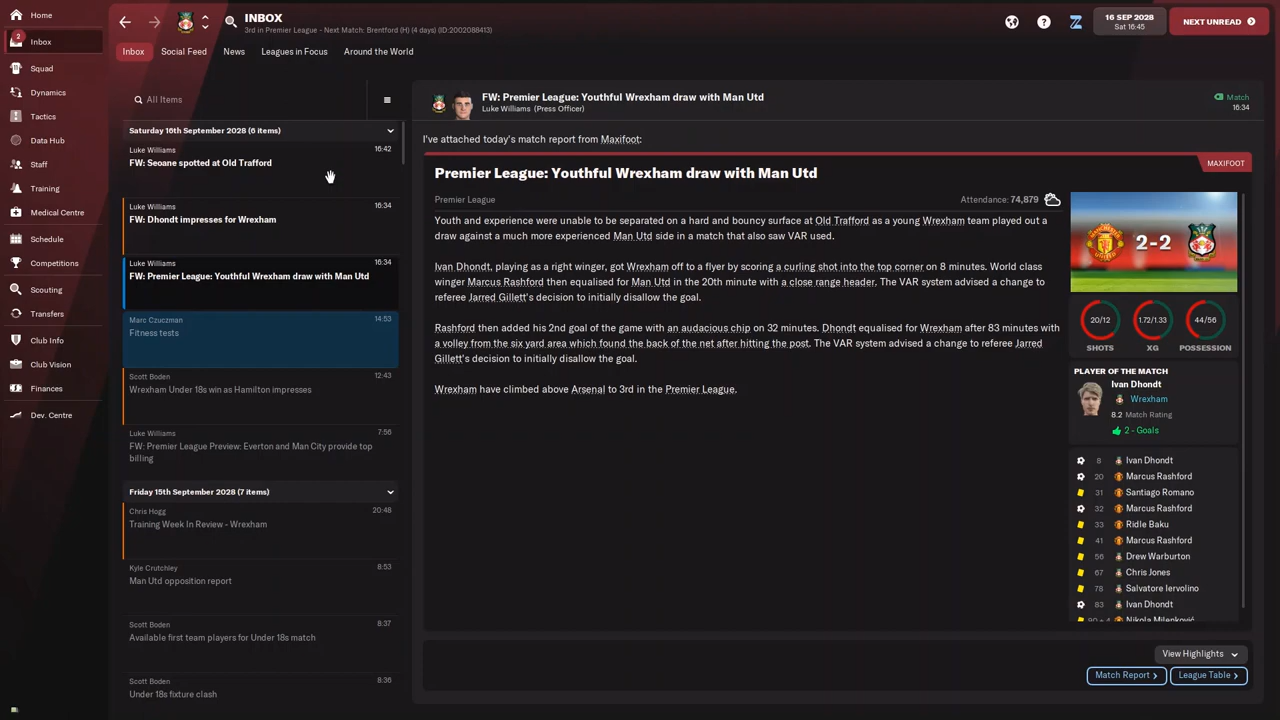 Home
2
Inbox
Squad
Dynamics
Tactics
Data Hub
Staff
Training
Medical Centre
Schedule
Competitions
Scouting
Transfers
Club Info
Club Vision
Finances
Dev. Centre
INBOX
3rd in Premier League - Next Match: Brentford (H) (4 days) (ID:2002088413)
16 SEP 2028
Sat 16:45
NEXT UNREAD
Inbox
Social Feed
News
Leagues in Focus
Around the World
All Items
Saturday 16th September 2028 (6 items)
Luke Williams
16:42
FW: Seoane spotted at Old Trafford
Luke Williams
16:34
FW: Dhondt impresses for Wrexham
Luke Williams
16:34
FW: Premier League: Youthful Wrexham draw with Man Utd
Marc Czuczman
14:53
Fitness tests
Scott Boden
12:43
Wrexham Under 18s win as Hamilton impresses
Luke Williams
7:56
FW: Premier League Preview: Everton and Man City provide top
billing
Friday 15th September 2028 (7 items)
Chris Hogg
20:48
Training Week In Review - Wrexham
Kyle Crutchley
8:53
Man Utd opposition report
Scott Boden
8:37
Available first team players for Under 18s match
Scott Boden
8:36
Under 18s fixture clash
FW: Premier League: Youthful Wrexham draw with Man Utd
Luke Williams (Press Officer)
Match
16:34
I've attached today's match report from Maxifoot:
MAXIFOOT
Premier League: Youthful Wrexham draw with Man Utd
Premier League
Attendance: 74,879
Youth and experience were unable to be separated on a hard and bouncy surface at Old Trafford as a young Wrexham team played out a
draw against a much more experienced Man Utd side in a match that also saw VAR used.
Ivan Dhondt, playing as a right winger, got Wrexham off to a flyer by scoring a curling shot into the top corner on 8 minutes. World class
winger Marcus Rashford then equalised for Man Utd in the 20th minute with a close range header. The VAR system advised a change to
referee Jarred Gillett's decision to initially disallow the goal.
Rashford then added his 2nd goal of the game with an audacious chip on 32 minutes. Dhondt equalised for Wrexham after 83 minutes with
a volley from the six yard area which found the back of the net after hitting the post. The VAR system advised a change to referee Jarred
Gillett's decision to initially disallow the goal.
Wrexham have climbed above Arsenal to 3rd in the Premier League.
2-2
20/12
1.72/1.33
44/56
SHOTS
XG
POSSESSION
PLAYER OF THE MATCH
Ivan Dhondt
Wrexham
8.2 Match Rating
2 - Goals
8 Ivan Dhondt
20 Marcus Rashford
31 Santiago Romano
32 Marcus Rashford
33 Ridle Baku
41 Marcus Rashford
56 Drew Warburton
67 Chris Jones
78 Salvatore Iervolino
83 Ivan Dhondt
90 + 4 Nikola Milenković
View Highlights
Match Report
League Table